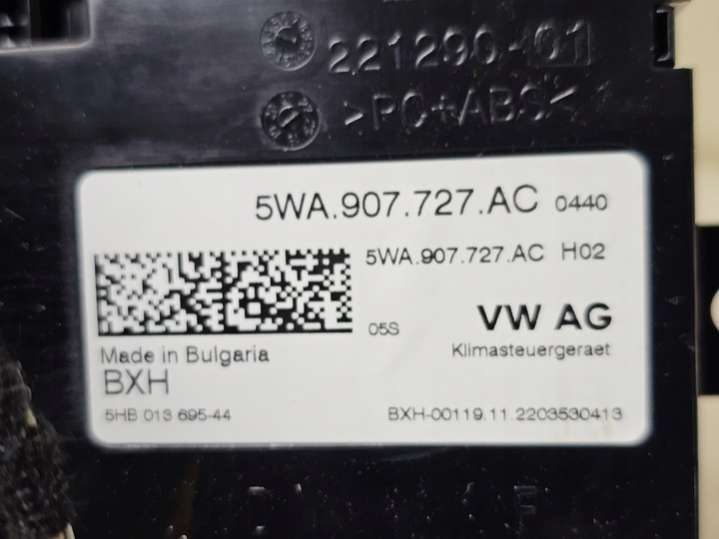 221290-101
>PC+ABS<
5WA.907.727.AC 0440
5WA.907.727.AC H02
05S VW AG
Made in Bulgaria Klimasteuergeraet
BXH
5HB 013 695-44 BXH-00119.11.2203530413